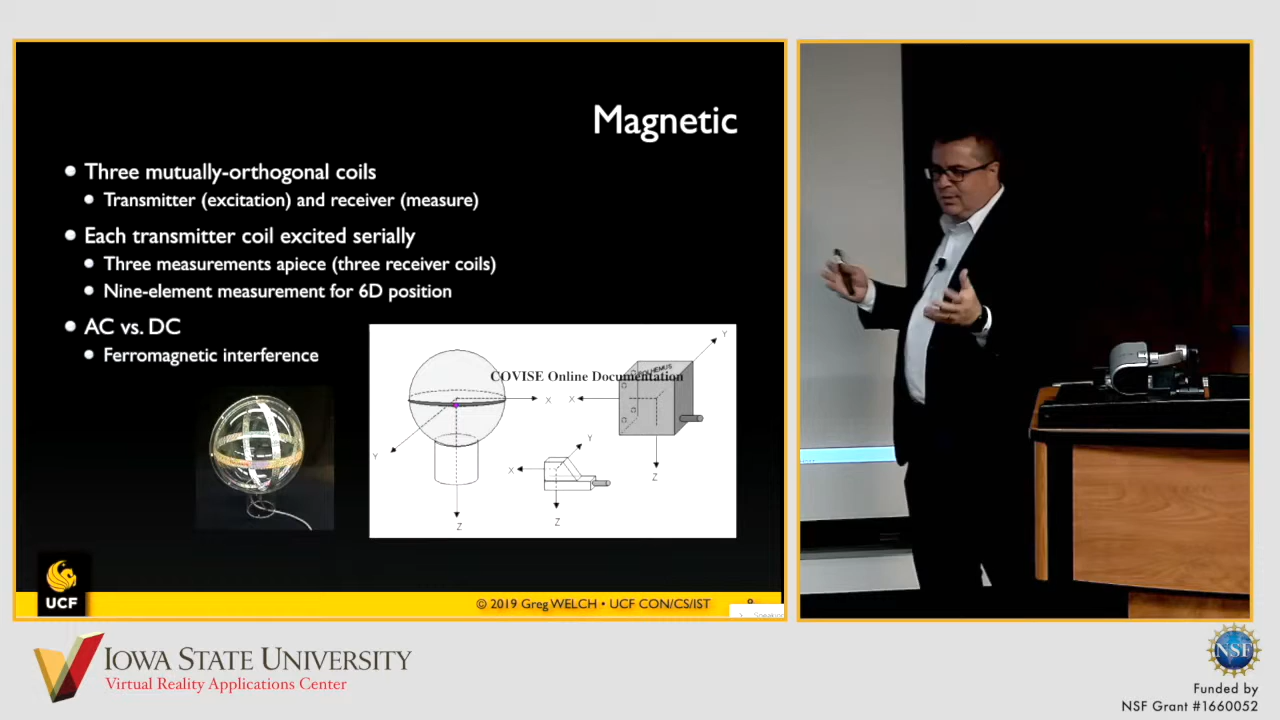 Magnetic
Three mutually-orthogonal coils
Transmitter (excitation) and receiver (measure)
Each transmitter coil excited serially
Three measurements apiece (three receiver coils)
Nine-element measurement for 6D position
AC vs. DC
Ferromagnetic interference
COVISE Online Documentation
POLHEMUS
X
Y
Z
X
Y
Z
X
Y
Z
UCF
© 2019 Greg WELCH • UCF CON/CS/IST
IOWA STATE UNIVERSITY
Virtual Reality Applications Center
NSF
Funded by
NSF Grant #1660052